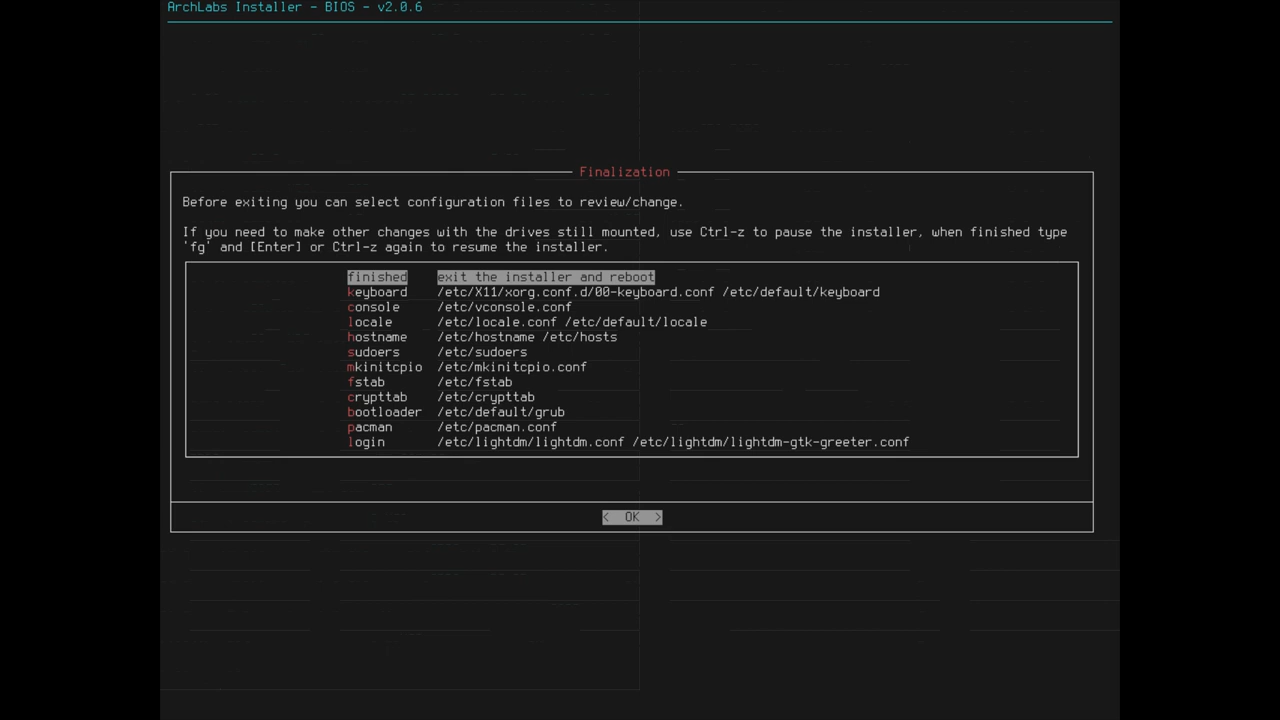 ArchLabs Installer - BIOS - v2.0.6
Finalization
Before exiting you can select configuration files to review/change.
If you need to make other changes with the drives still mounted, use Ctrl-z to pause the installer, when finished type
'fg' and [Enter] or Ctrl-z again to resume the installer.
finished exit the installer and reboot
keyboard /etc/X11/xorg.conf.d/00-keyboard.conf /etc/default/keyboard
console /etc/vconsole.conf
locale /etc/locale.conf /etc/default/locale
hostname /etc/hostname /etc/hosts
sudoers /etc/sudoers
mkinitcpio /etc/mkinitcpio.conf
fstab /etc/fstab
crypttab /etc/crypttab
bootloader /etc/default/grub
pacman /etc/pacman.conf
login /etc/lightdm/lightdm.conf /etc/lightdm/lightdm-gtk-greeter.conf
< OK >